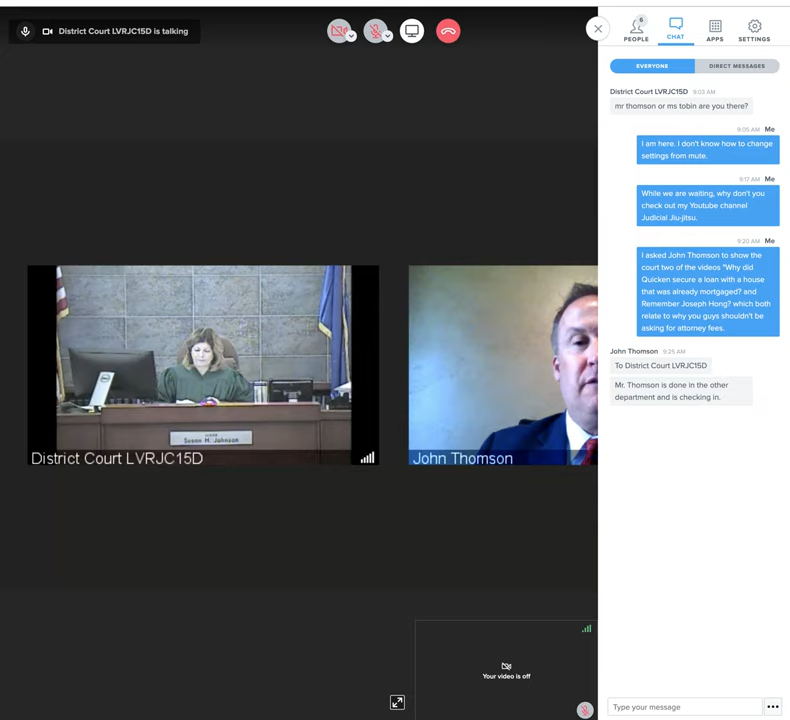 District Court LVRJC15D is talking
6
PEOPLE
CHAT
APPS
SETTINGS
EVERYONE
DIRECT MESSAGES
District Court LVRJC15D 9:03 AM
mr thomson or ms tobin are you there?
9:05 AM Me
I am here. I don't know how to change
settings from mute.
9:17 AM Me
While we are waiting, why don't you
check out my Youtube channel
Judicial Jiu-jitsu.
9:20 AM Me
I asked John Thomson to show the
court two of the videos "Why did
Quicken secure a loan with a house
that was already mortgaged? and
Remember Joseph Hong? which both
relate to why you guys shouldn't be
asking for attorney fees.
John Thomson 9:25 AM
To District Court LVRJC15D
Mr. Thomson is done in the other
department and is checking in.
Susan H. Johnson
District Court LVRJC15D
John Thomson
Your video is off
Type your message